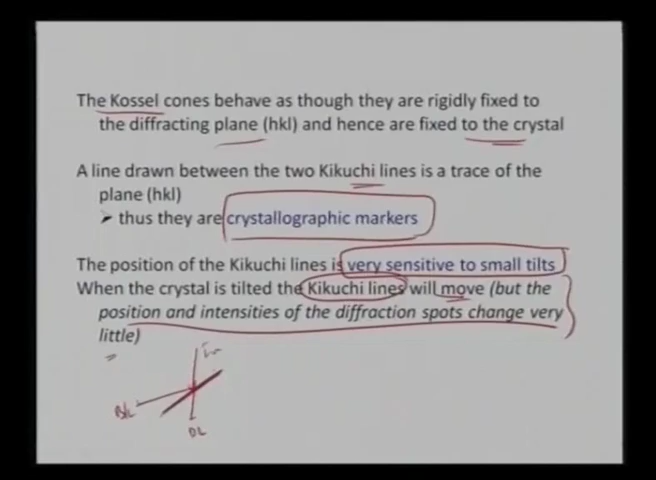 The Kossel cones behave as though they are rigidly fixed to
the diffracting plane (hkl) and hence are fixed to the crystal
A line drawn between the two Kikuchi lines is a trace of the
plane (hkl)
➤ thus they are crystallographic markers
The position of the Kikuchi lines is very sensitive to small tilts
When the crystal is tilted the Kikuchi lines will move (but the
position and intensities of the diffraction spots change very
little)
DL